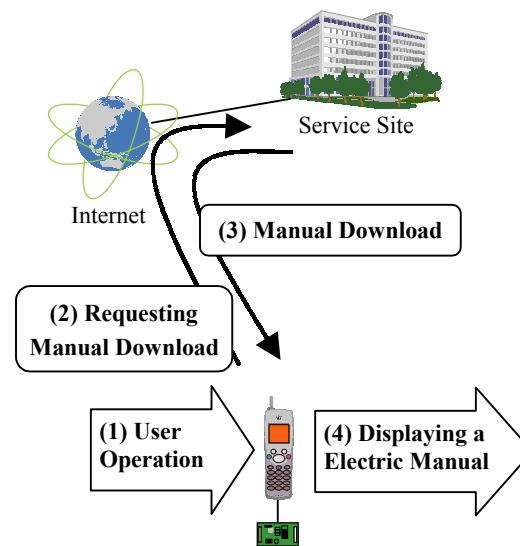 Service Site
Internet
(3) Manual Download
(2) Requesting
Manual Download
(1) User
Operation
(4) Displaying a
Electric Manual